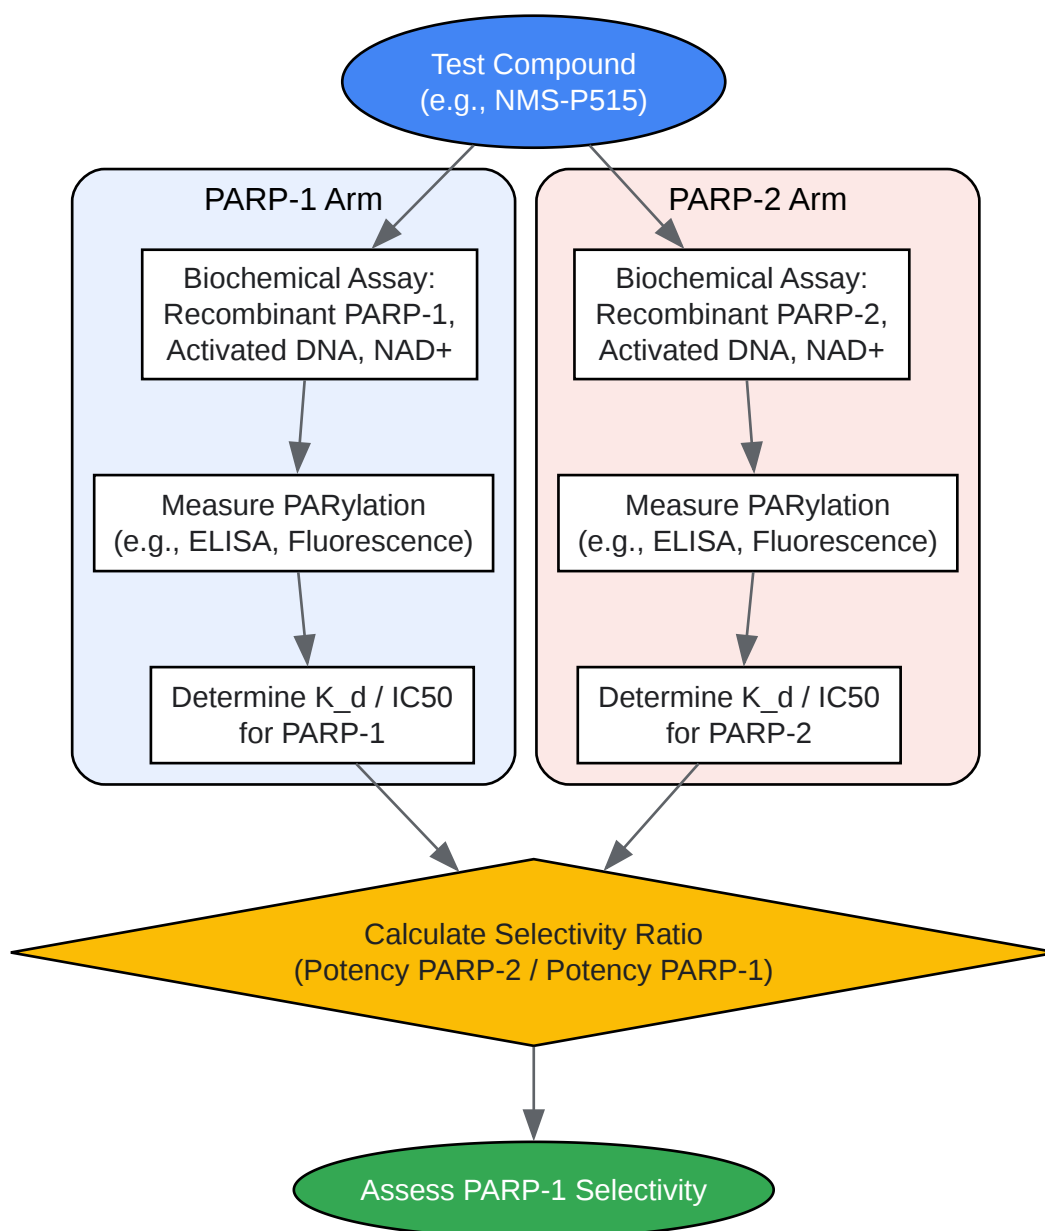 Test Compound
(e.g., NMS-P515)
PARP-1 Arm
Biochemical Assay:
Recombinant PARP-1,
Activated DNA, NAD+
Measure PARylation
(e.g., ELISA, Fluorescence)
Determine K_d / IC50
for PARP-1
PARP-2 Arm
Biochemical Assay:
Recombinant PARP-2,
Activated DNA, NAD+
Measure PARylation
(e.g., ELISA, Fluorescence)
Determine K_d / IC50
for PARP-2
Calculate Selectivity Ratio
(Potency PARP-2 / Potency PARP-1)
Assess PARP-1 Selectivity